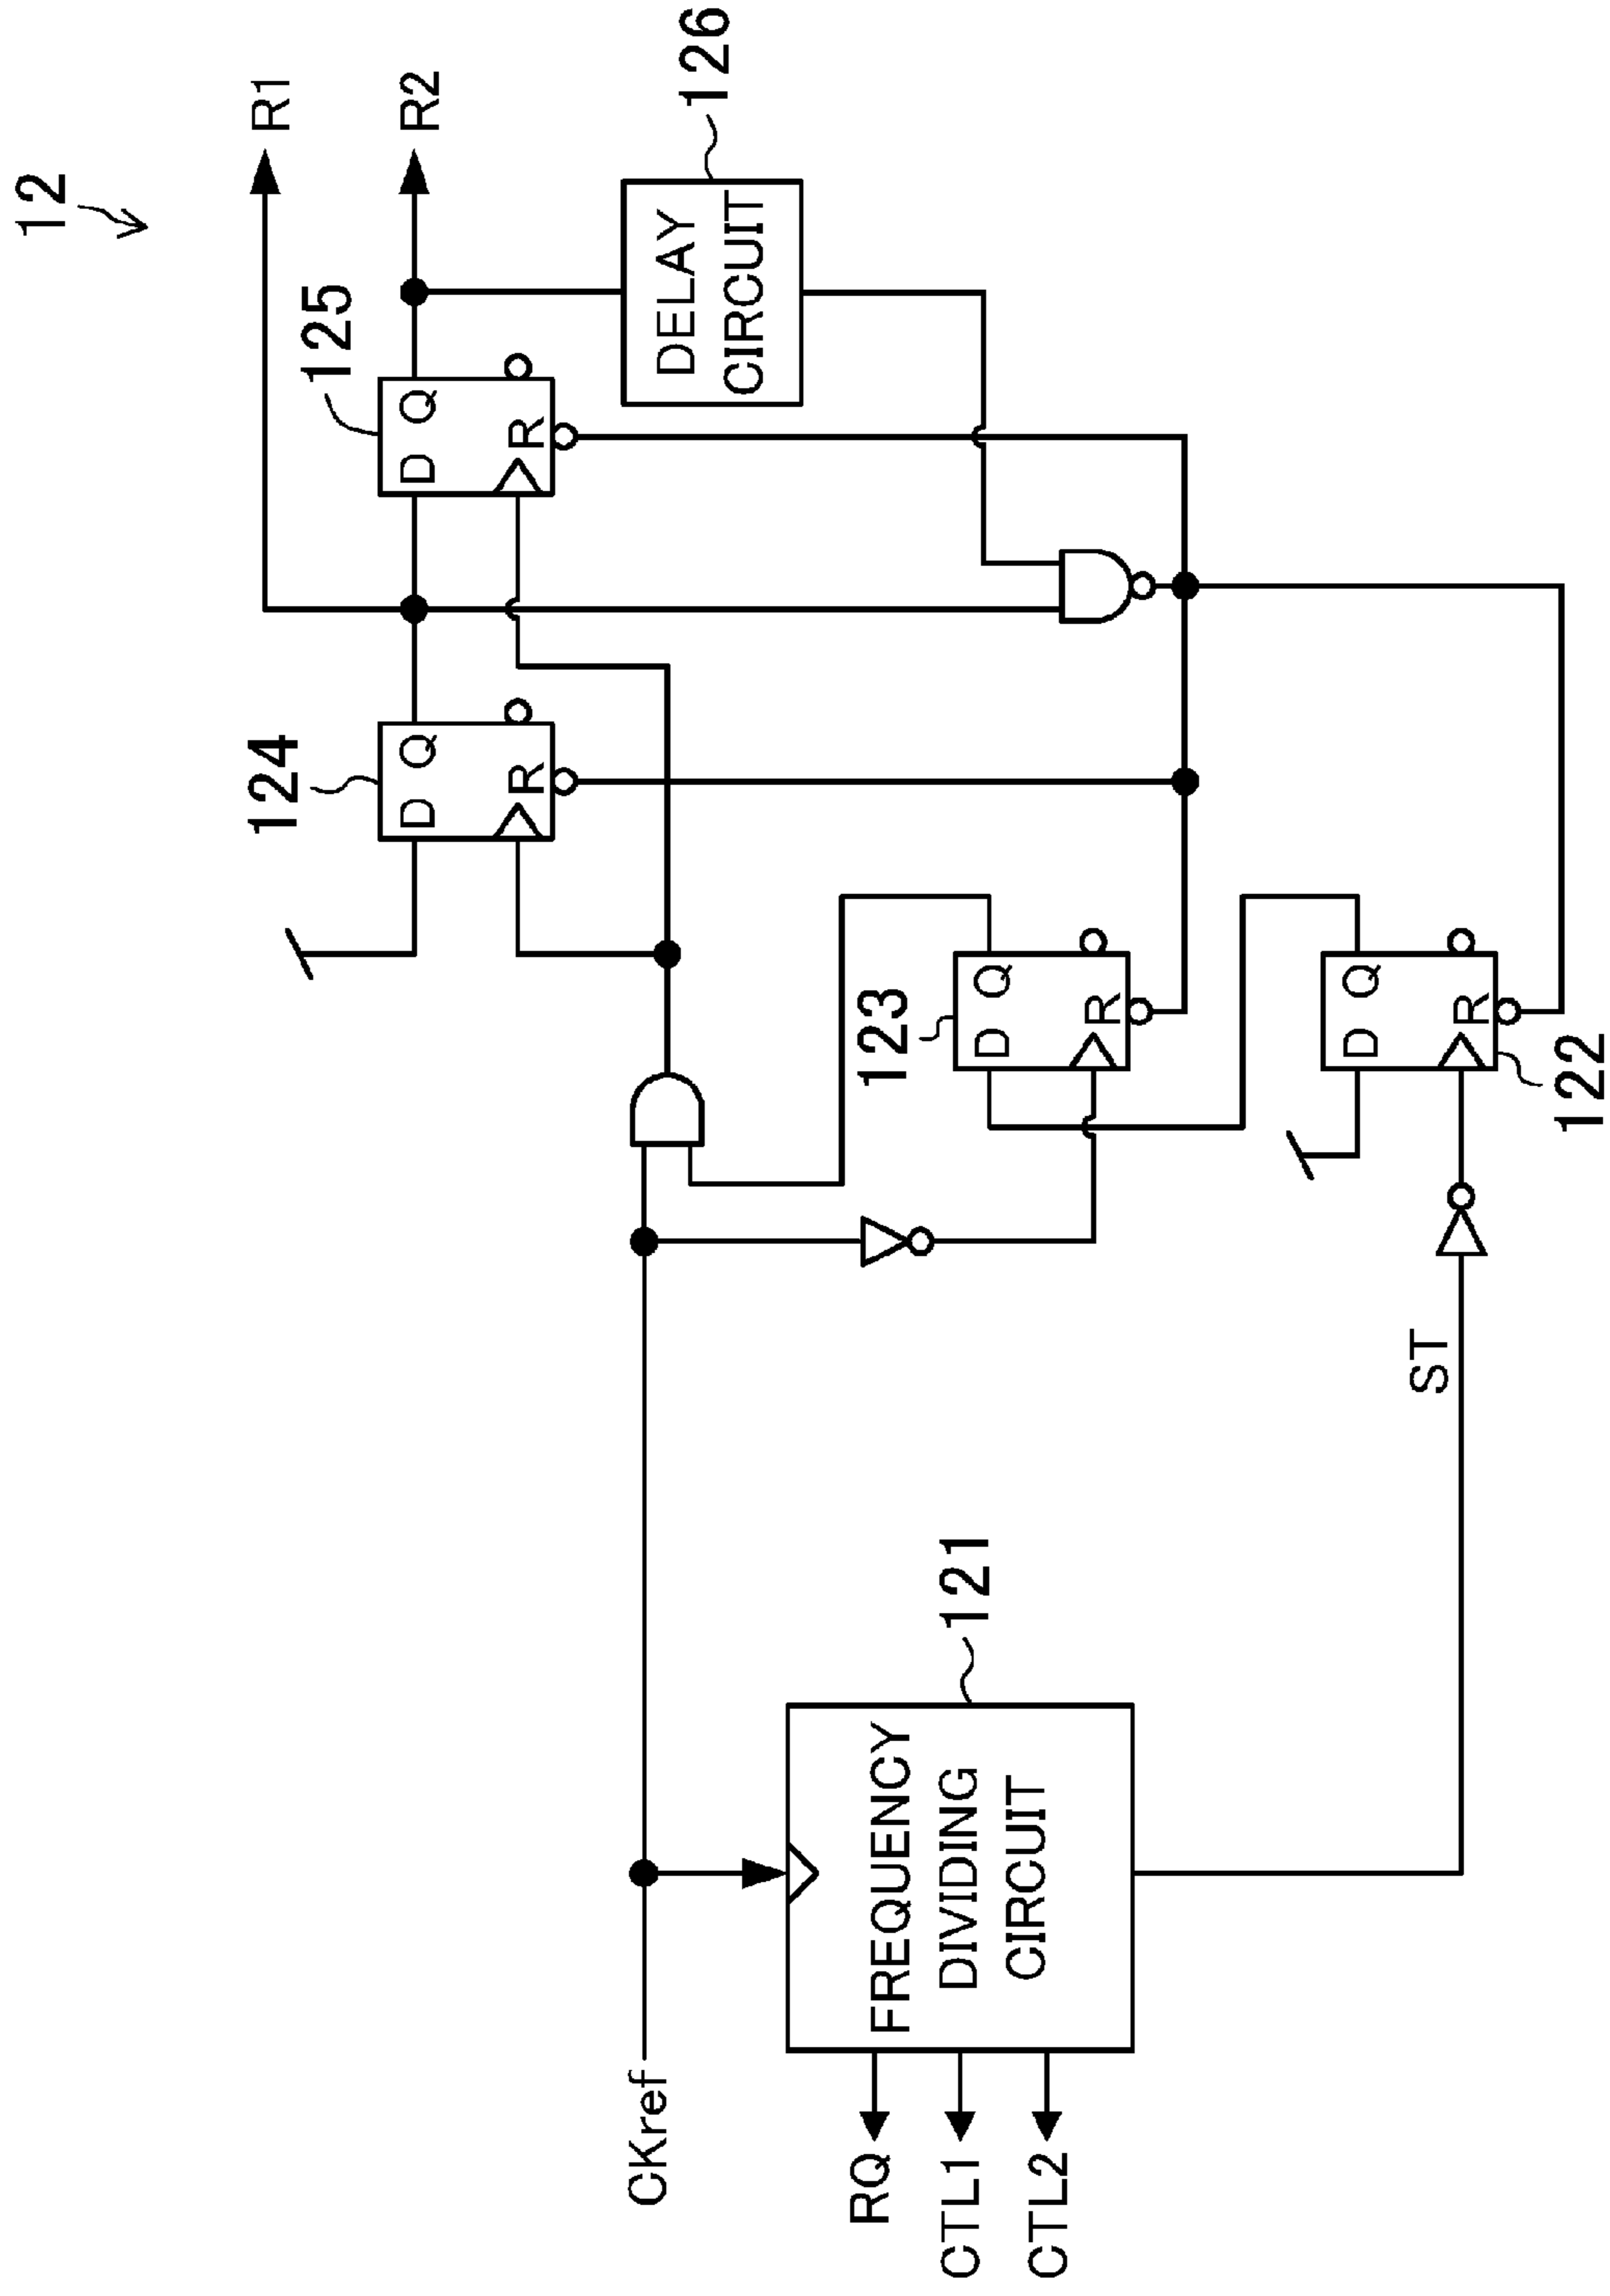 12
R1
R2
125
D Q
R
126
DELAY
CIRCUIT
124
D Q
R
123
D Q
R
122
D Q
R
ST
121
FREQUENCY
DIVIDING
CIRCUIT
CKref
RQ
CTL1
CTL2